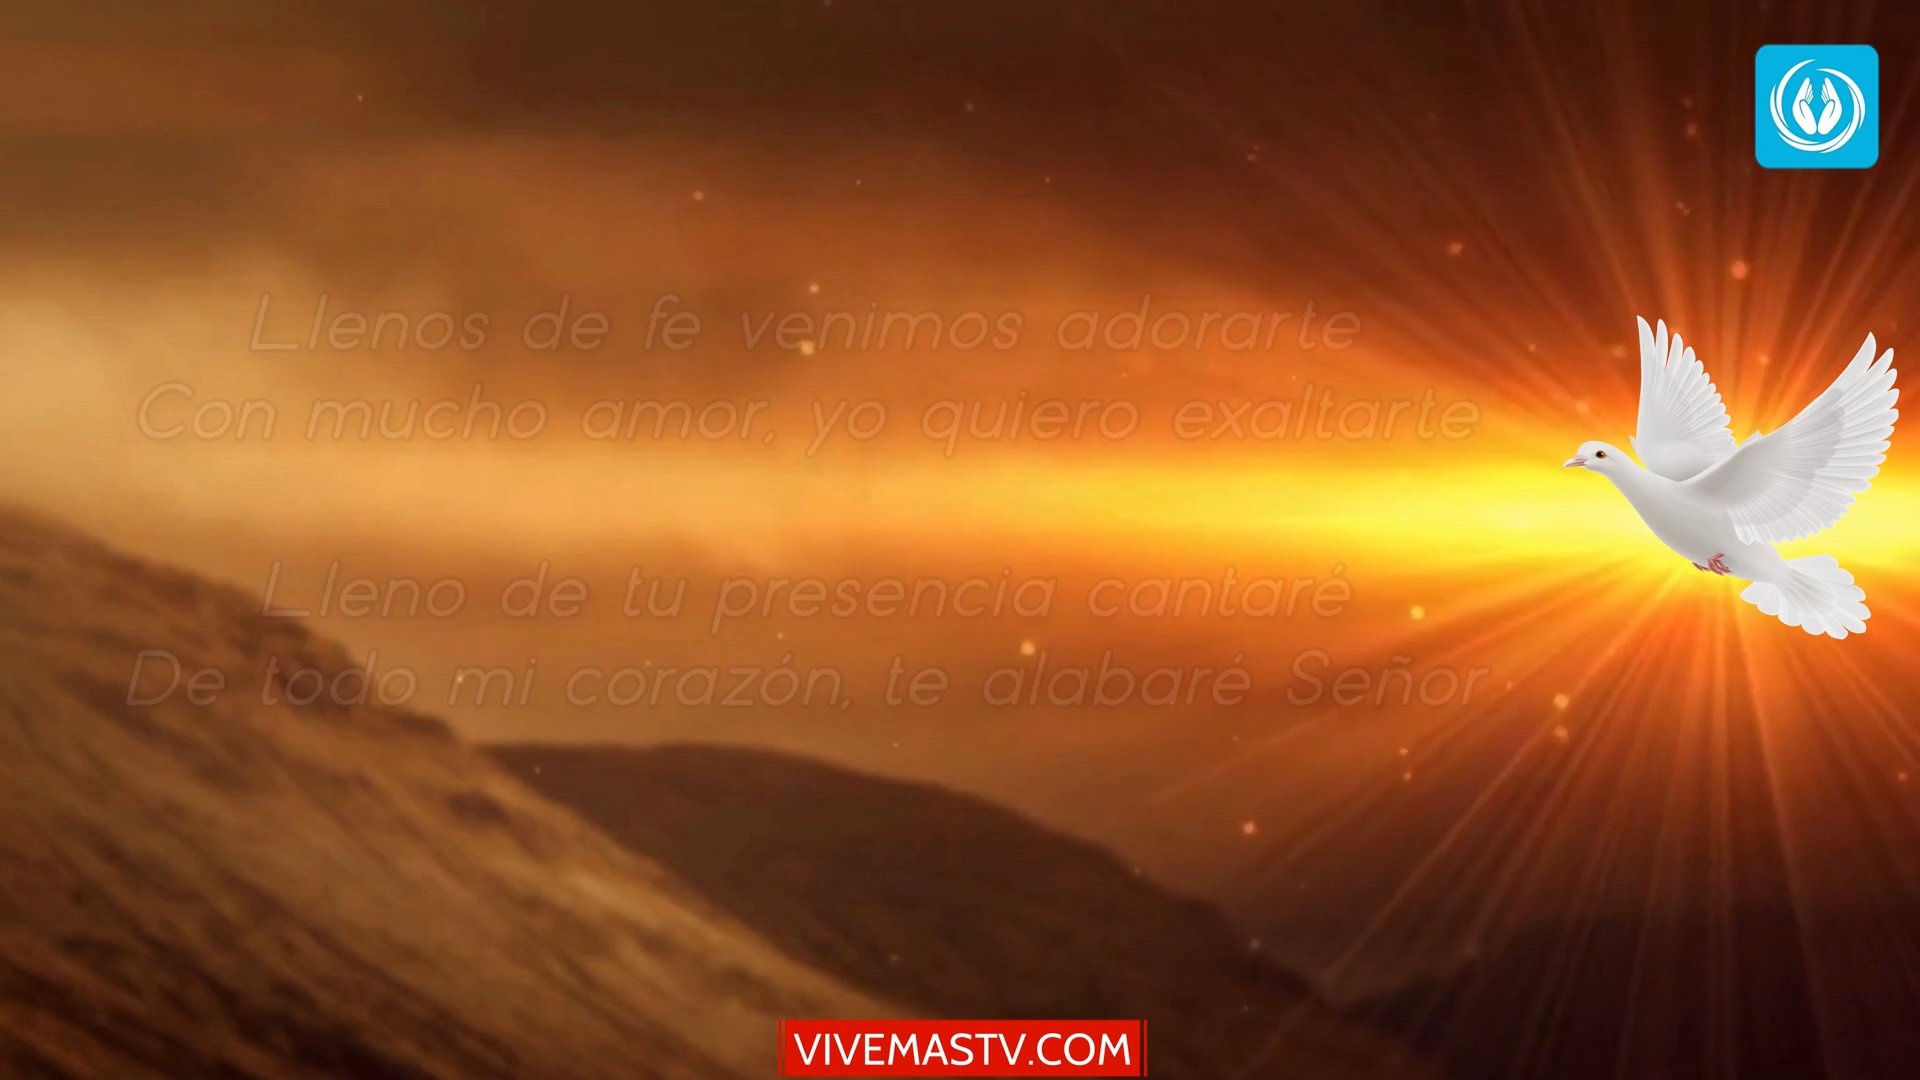 Llenos de fe venimos adorarte
Con mucho amor, yo quiero exaltarte
Lleno de tu presencia cantaré
De todo mi corazón, te alabaré Señor
VIVEMASTV.COM